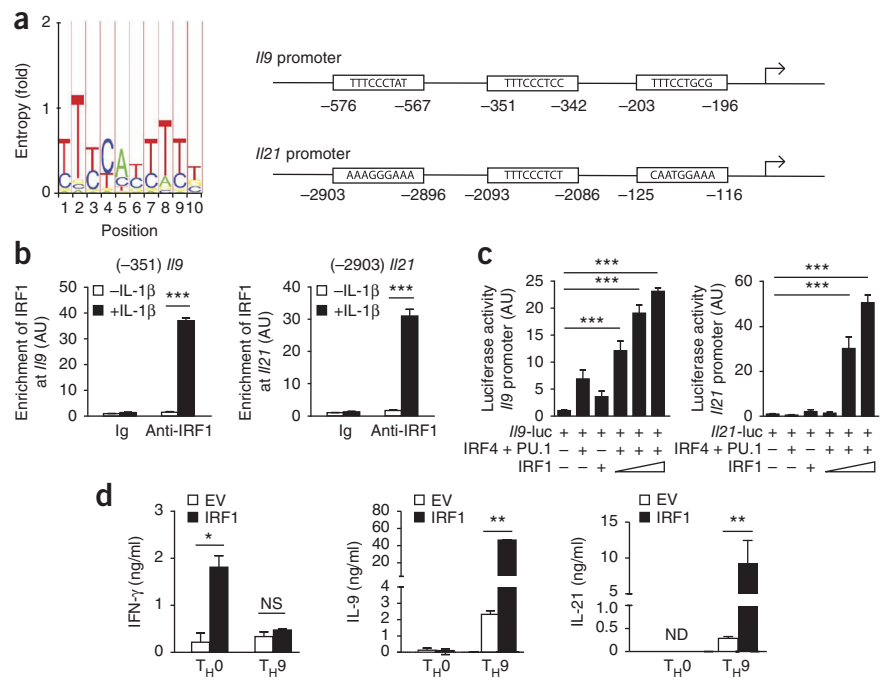 a
Entropy (fold)
2
1
0
T T T C A T T T T T
C C C T C C C A C C
1 2 3 4 5 6 7 8 9 10
Position
Il9 promoter
TTTCCCTAT TTTCCCTCC TTTCCTGCG
–576 –567 –351 –342 –203 –196
Il21 promoter
AAAGGGAAA TTTCCCTCT CAATGGAAA
–2903 –2896 –2093 –2086 –125 –116
b
(–351) Il9
Enrichment of IRF1
at Il9 (AU)
50
40
30
20
10
0
–IL-1β
+IL-1β
***
Ig Anti-IRF1
(–2903) Il21
Enrichment of IRF1
at Il21 (AU)
40
30
20
10
0
–IL-1β
+IL-1β
***
Ig Anti-IRF1
c
Luciferase activity
Il9 promoter (AU)
25
20
15
10
5
0
***
***
***
Il9-luc + + + + + +
IRF4 + PU.1 – + – + + +
IRF1 – – +
Luciferase activity
Il21 promoter (AU)
60
40
20
0
***
***
Il21-luc + + + + + +
IRF4 + PU.1 – + – + + +
IRF1 – – +
d
EV
IRF1
IFN-γ (ng/ml)
3
2
1
0
*
NS
TH0 TH9
EV
IRF1
IL-9 (ng/ml)
80
60
40
20
4
3
2
1
0
**
TH0 TH9
EV
IRF1
IL-21 (ng/ml)
15
10
5
1.0
0.5
0
**
ND
TH0 TH9